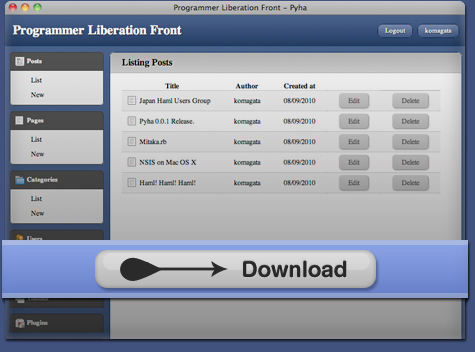 Programmer Liberation Front – Pyha
Programmer Liberation Front
Logout komagata
Posts
List
New
Pages
List
New
Categories
List
New
Users
Plugins
Listing Posts
Title Author Created at
Japan Haml Users Group komagata 08/09/2010 Edit Delete
Pyha 0.0.1 Release. komagata 08/09/2010 Edit Delete
Mitaka.rb komagata 08/09/2010 Edit Delete
NSIS on Mac OS X komagata 08/09/2010 Edit Delete
Haml! Haml! Haml! komagata 08/09/2010 Edit Delete
Download